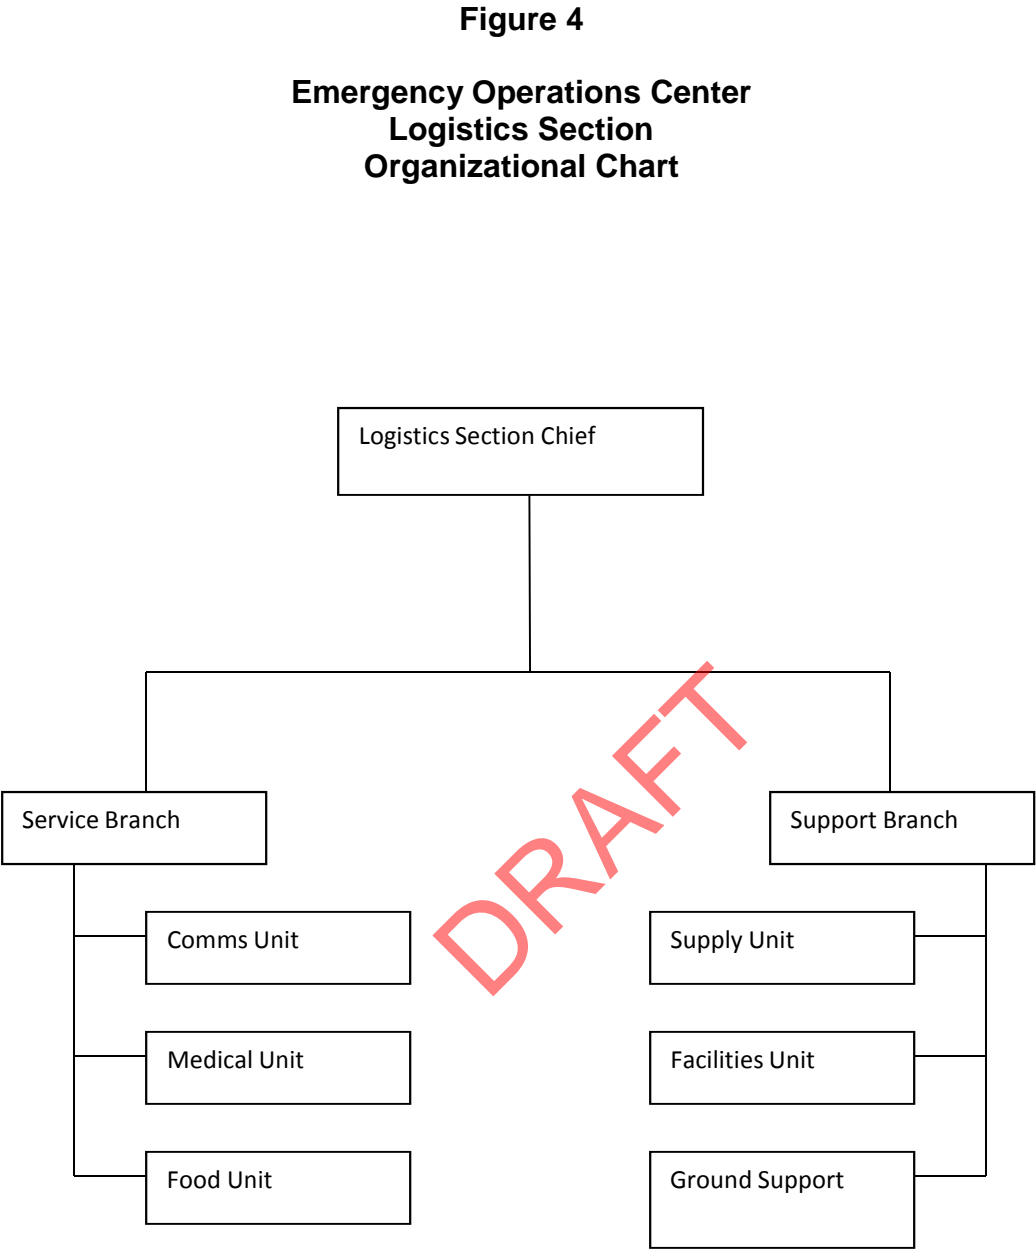 Figure 4
Emergency Operations Center
Logistics Section
Organizational Chart
Logistics Section Chief
DRAFT
Service Branch
Support Branch
Comms Unit
Supply Unit
Medical Unit
Facilities Unit
Food Unit
Ground Support